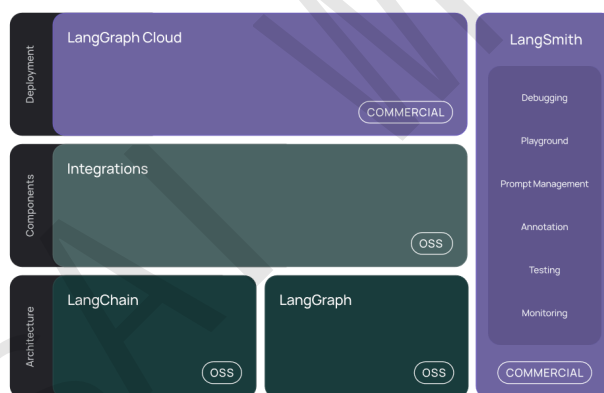 Deployment
LangGraph Cloud
COMMERCIAL
Components
Integrations
OSS
Architecture
LangChain
OSS
LangGraph
OSS
LangSmith
Debugging
Playground
Prompt Management
Annotation
Testing
Monitoring
COMMERCIAL